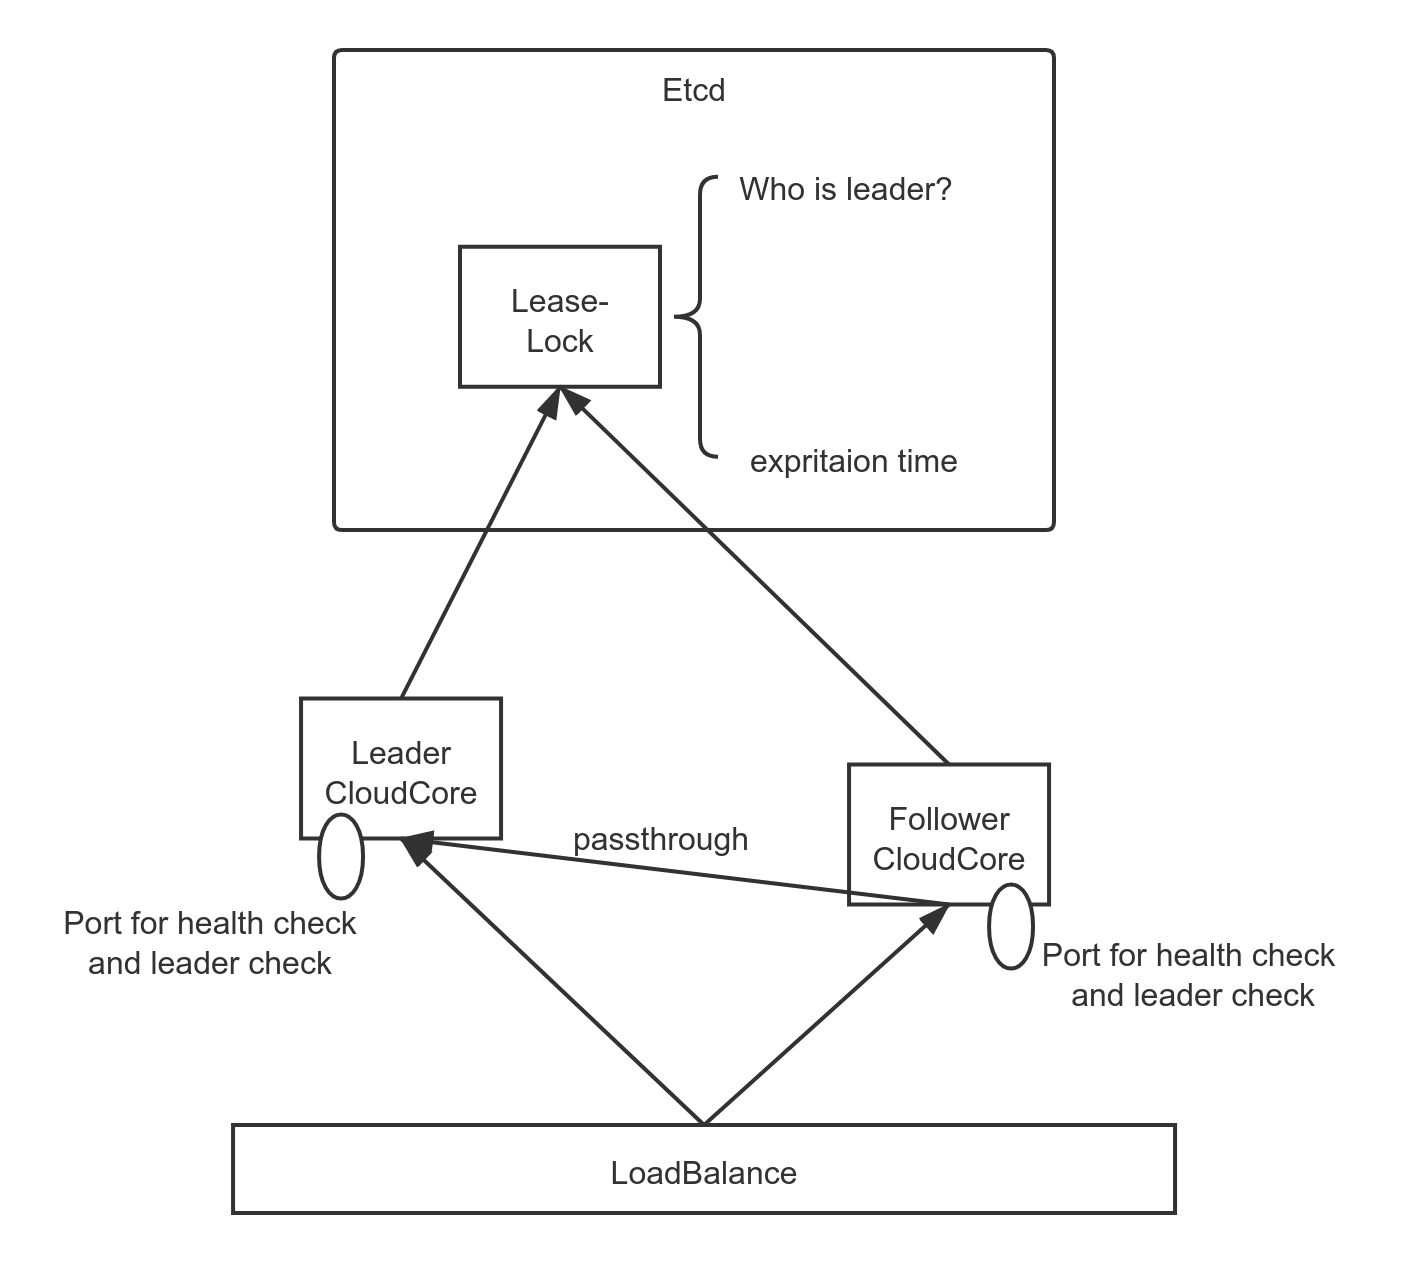 Etcd
Who is leader?
Lease-
Lock
expritaion time
Leader
CloudCore
passthrough
Follower
CloudCore
Port for health check
and leader check
Port for health check
and leader check
LoadBalance